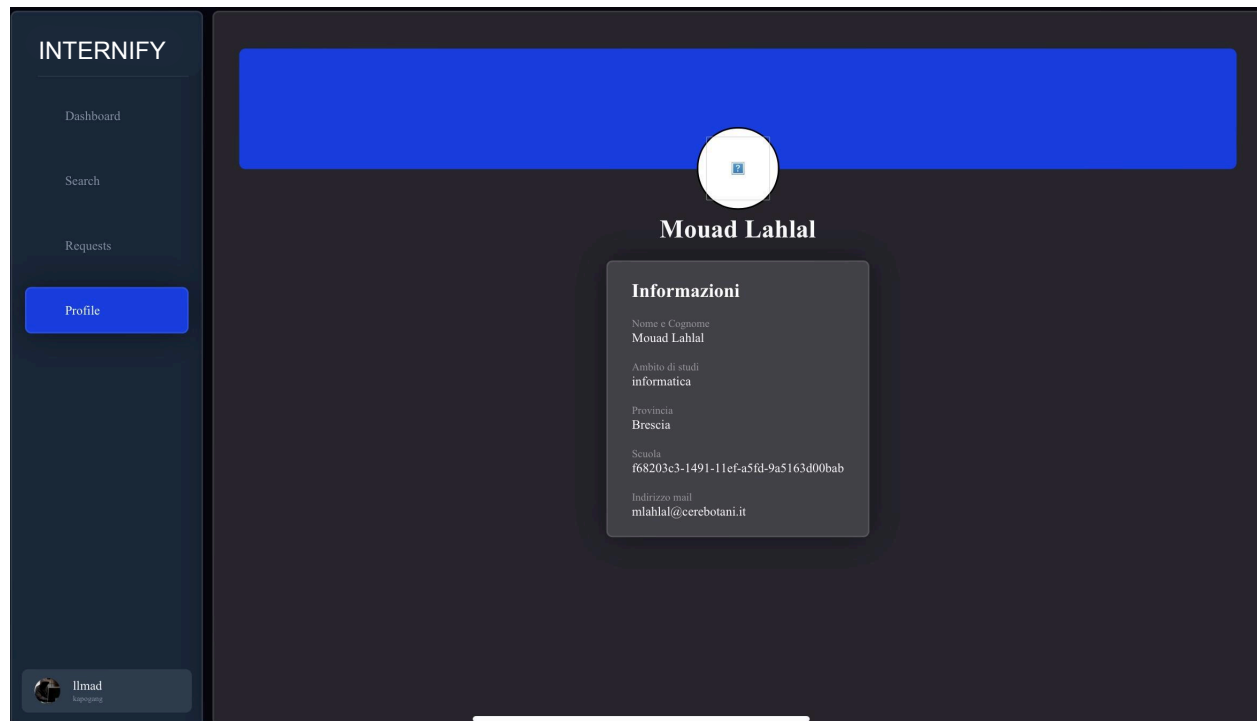 INTERNIFY
Dashboard
Search
Requests
Profile
llmad
kapogang
Mouad Lahlal
Informazioni
Nome e Cognome
Mouad Lahlal
Ambito di studi
informatica
Provincia
Brescia
Scuola
f68203c3-1491-11ef-a5fd-9a5163d00bab
Indirizzo mail
mlahlal@cerebotani.it